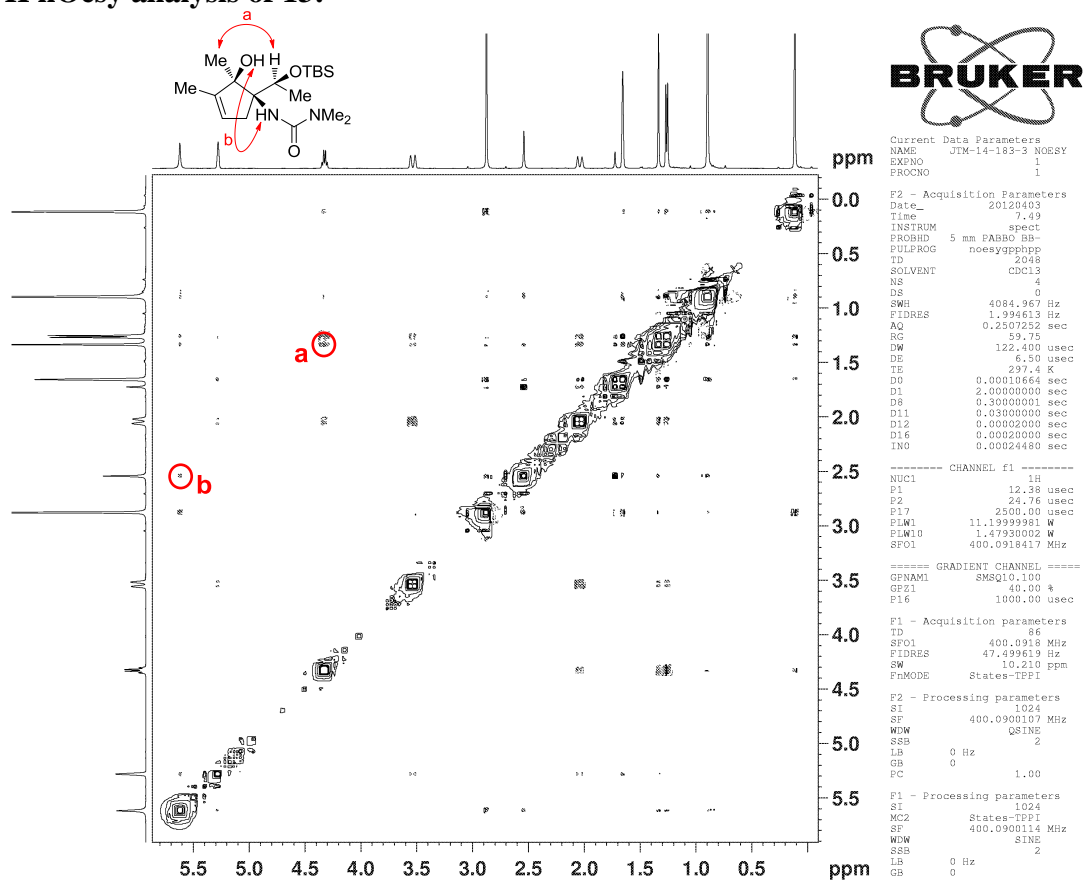 H nOesy analysis of 15:
a
Me OH H
OTBS
Me
Me
HN NMe2
b
O
BRUKER
ppm
0.0
0.5
1.0
1.5
2.0
2.5
3.0
3.5
4.0
4.5
5.0
5.5
a
b
5.5 5.0 4.5 4.0 3.5 3.0 2.5 2.0 1.5 1.0 0.5 ppm
Current Data Parameters
NAME JTM-14-183-3 NOESY
EXPNO 1
PROCNO 1
F2 - Acquisition Parameters
Date_ 20120403
Time 7.49
INSTRUM spect
PROBHD 5 mm PABBO BB-
PULPROG noesygpphpp
TD 2048
SOLVENT CDCl3
NS 4
DS 0
SWH 4084.967 Hz
FIDRES 1.994613 Hz
AQ 0.2507252 sec
RG 59.75
DW 122.400 usec
DE 6.50 usec
TE 297.4 K
D0 0.00010664 sec
D1 2.00000000 sec
D8 0.30000001 sec
D11 0.03000000 sec
D12 0.00002000 sec
D16 0.00020000 sec
IN0 0.00024480 sec
======== CHANNEL f1 ========
NUC1 1H
P1 12.38 usec
P2 24.76 usec
P17 2500.00 usec
PLW1 11.19999981 W
PLW10 1.47930002 W
SFO1 400.0918417 MHz
====== GRADIENT CHANNEL =====
GPNAM1 SMSQ10.100
GPZ1 40.00 %
P16 1000.00 usec
F1 - Acquisition parameters
TD 86
SFO1 400.0918 MHz
FIDRES 47.499619 Hz
SW 10.210 ppm
FnMODE States-TPPI
F2 - Processing parameters
SI 1024
SF 400.0900107 MHz
WDW QSINE
SSB 2
LB 0 Hz
GB 0
PC 1.00
F1 - Processing parameters
SI 1024
MC2 States-TPPI
SF 400.0900114 MHz
WDW SINE
SSB 2
LB 0 Hz
GB 0